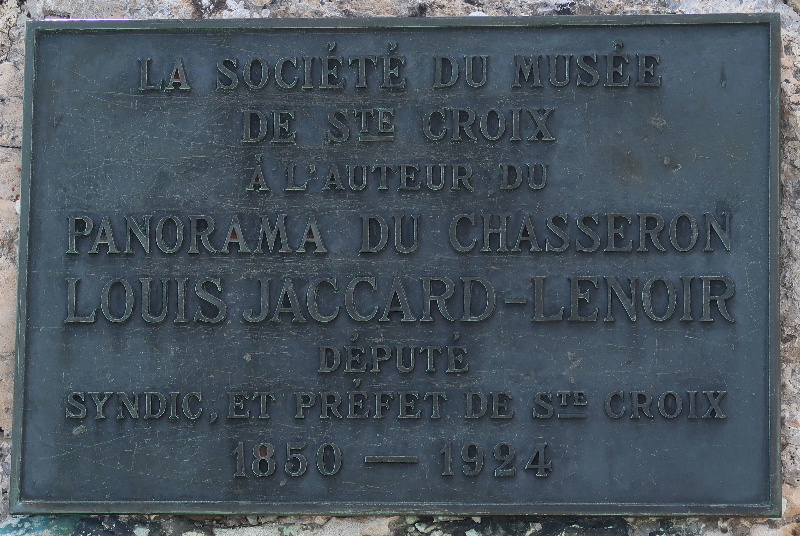 LA SOCIÉTÉ DU MUSÉE
DE STE CROIX
À L'AUTEUR DU
PANORAMA DU CHASSERON
LOUIS JACCARD-LENOIR
DÉPUTÉ
SYNDIC, ET PRÉFET DE STE CROIX
1850 — 1924